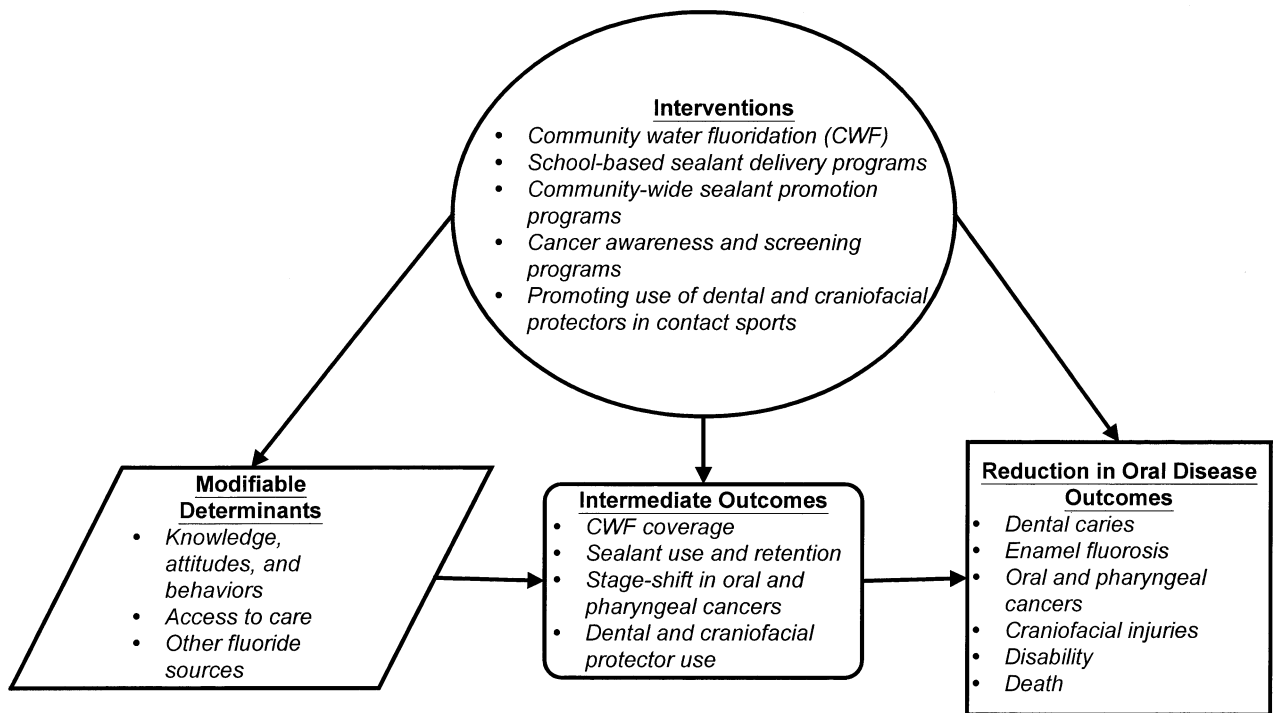 Interventions
• Community water fluoridation (CWF)
• School-based sealant delivery programs
• Community-wide sealant promotion
programs
• Cancer awareness and screening
programs
• Promoting use of dental and craniofacial
protectors in contact sports
Modifiable
Determinants
• Knowledge,
attitudes, and
behaviors
• Access to care
• Other fluoride
sources
Intermediate Outcomes
• CWF coverage
• Sealant use and retention
• Stage-shift in oral and
pharyngeal cancers
• Dental and craniofacial
protector use
Reduction in Oral Disease
Outcomes
• Dental caries
• Enamel fluorosis
• Oral and pharyngeal
cancers
• Craniofacial injuries
• Disability
• Death